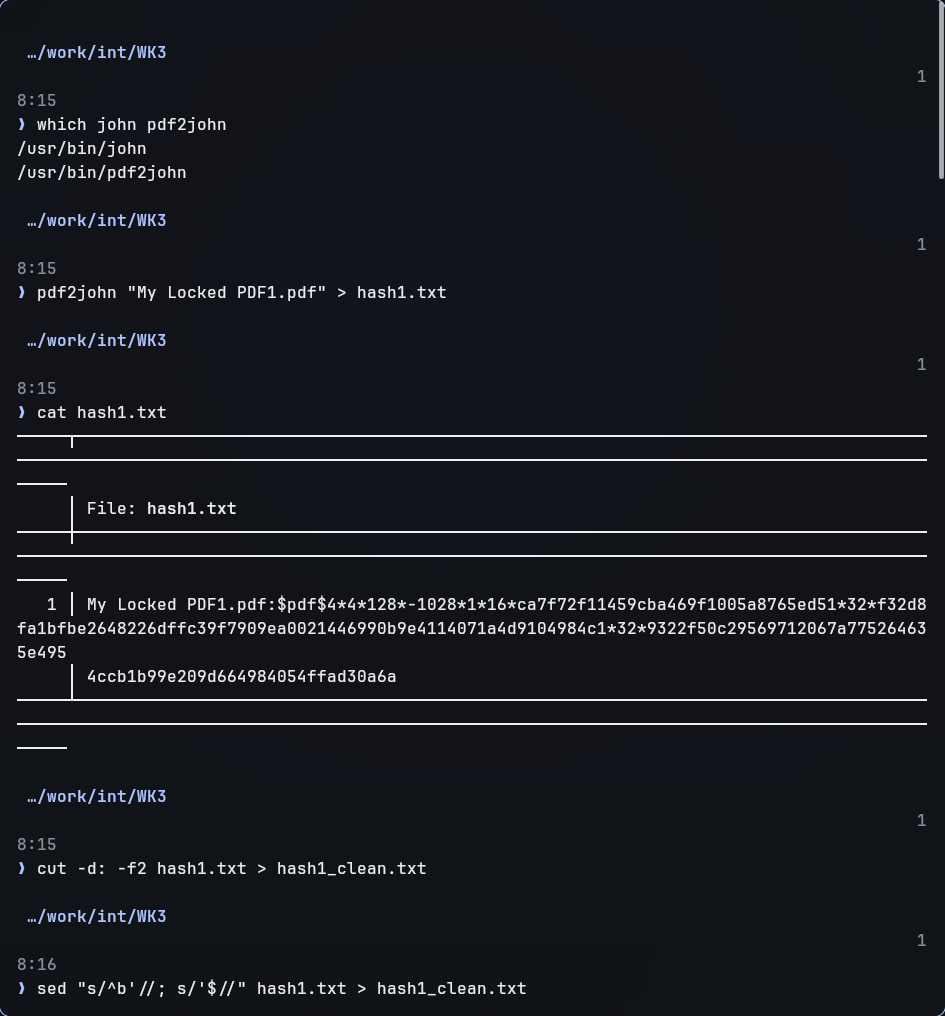 …/work/int/WK3
1
8:15
❱ which john pdf2john
/usr/bin/john
/usr/bin/pdf2john
…/work/int/WK3
1
8:15
❱ pdf2john "My Locked PDF1.pdf" > hash1.txt
…/work/int/WK3
1
8:15
❱ cat hash1.txt
File: hash1.txt
1 My Locked PDF1.pdf:$pdf$4*4*128*-1028*1*16*ca7f72f11459cba469f1005a8765ed51*32*f32d8
fa1bfbe2648226dffc39f7909ea0021446990b9e4114071a4d9104984c1*32*9322f50c29569712067a775264635e495
4ccb1b99e209d664984054ffad30a6a
…/work/int/WK3
1
8:15
❱ cut -d: -f2 hash1.txt > hash1_clean.txt
…/work/int/WK3
1
8:16
❱ sed "s/^b'//; s/'$//" hash1.txt > hash1_clean.txt